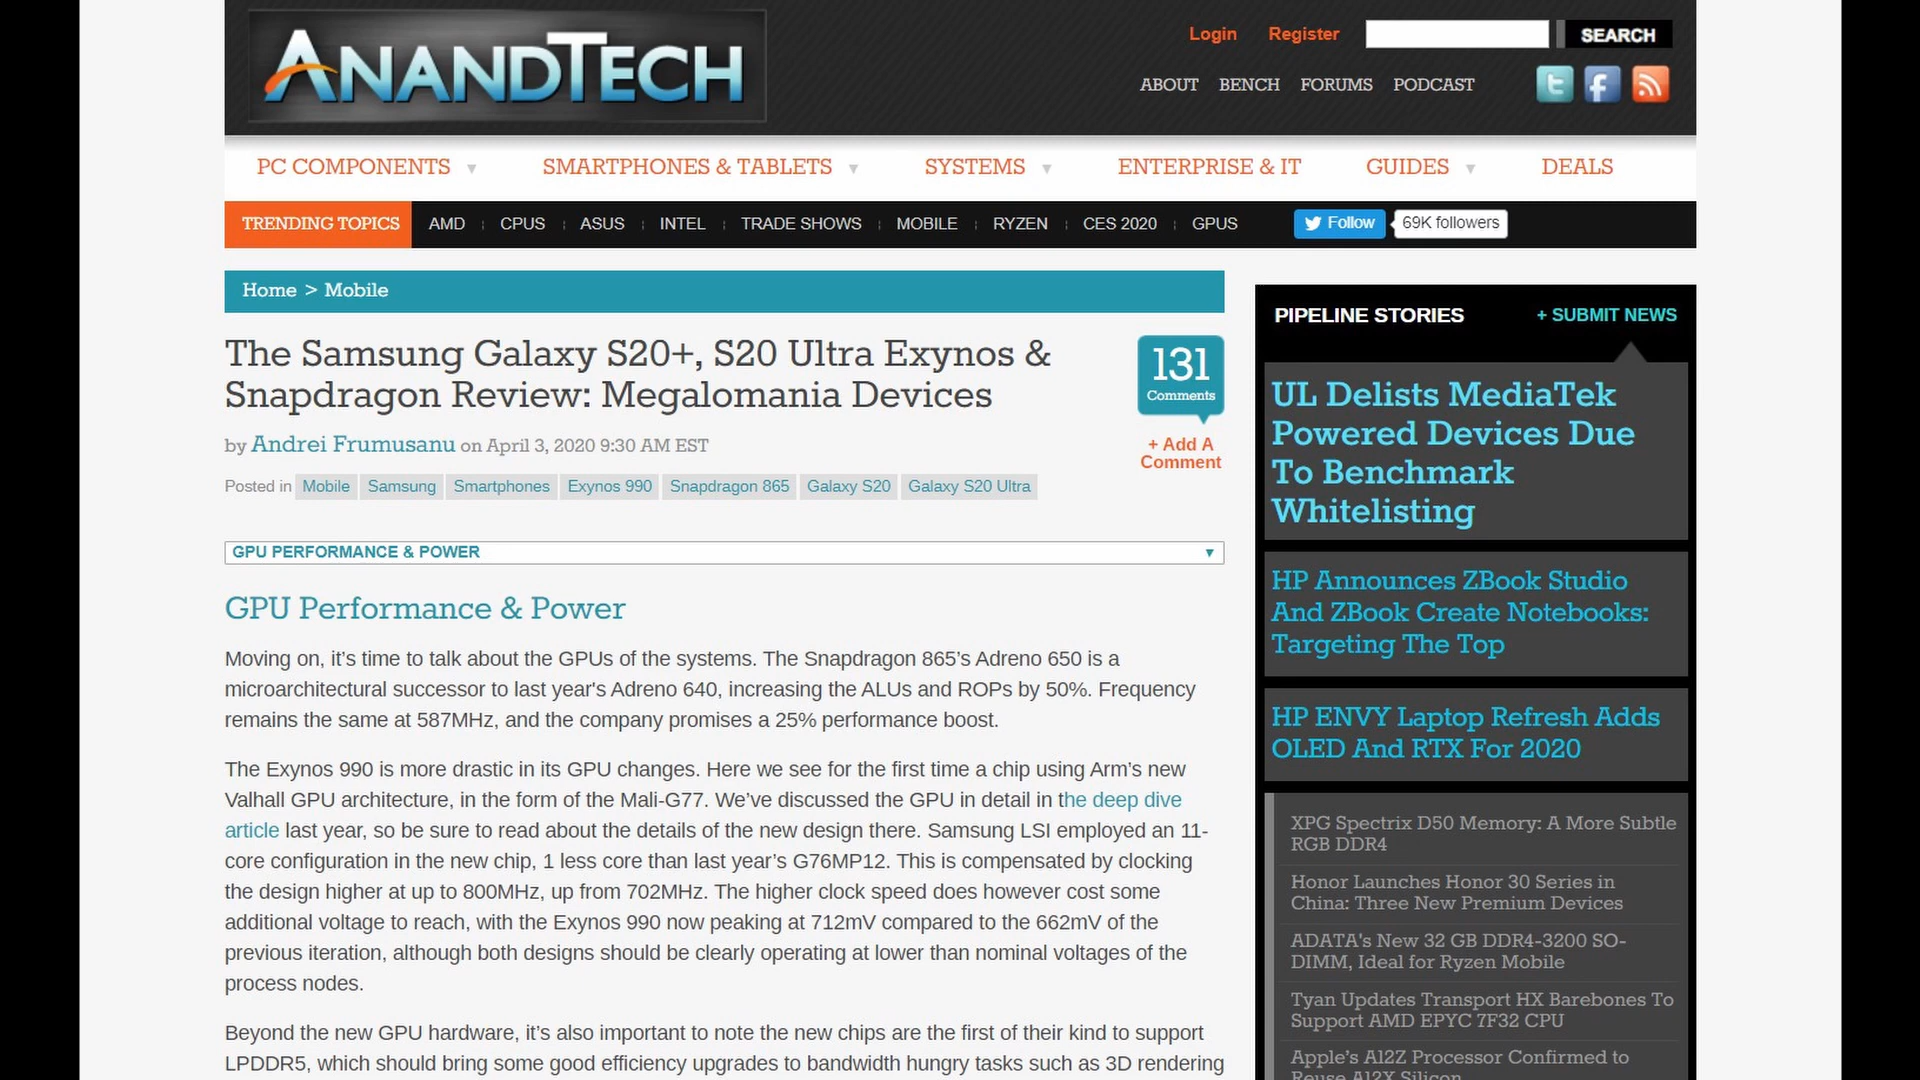 ANANDTECH
Login Register SEARCH
ABOUT BENCH FORUMS PODCAST
PC COMPONENTS SMARTPHONES & TABLETS SYSTEMS ENTERPRISE & IT GUIDES DEALS
TRENDING TOPICS AMD CPUS ASUS INTEL TRADE SHOWS MOBILE RYZEN CES 2020 GPUS Follow 69K followers
Home > Mobile
The Samsung Galaxy S20+, S20 Ultra Exynos &
Snapdragon Review: Megalomania Devices
by Andrei Frumusanu on April 3, 2020 9:30 AM EST
Posted in Mobile Samsung Smartphones Exynos 990 Snapdragon 865 Galaxy S20 Galaxy S20 Ultra
131
Comments
+ Add A
Comment
GPU PERFORMANCE & POWER
GPU Performance & Power
Moving on, it’s time to talk about the GPUs of the systems. The Snapdragon 865’s Adreno 650 is a
microarchitectural successor to last year's Adreno 640, increasing the ALUs and ROPs by 50%. Frequency
remains the same at 587MHz, and the company promises a 25% performance boost.
The Exynos 990 is more drastic in its GPU changes. Here we see for the first time a chip using Arm’s new
Valhall GPU architecture, in the form of the Mali-G77. We’ve discussed the GPU in detail in the deep dive
article last year, so be sure to read about the details of the new design there. Samsung LSI employed an 11-
core configuration in the new chip, 1 less core than last year’s G76MP12. This is compensated by clocking
the design higher at up to 800MHz, up from 702MHz. The higher clock speed does however cost some
additional voltage to reach, with the Exynos 990 now peaking at 712mV compared to the 662mV of the
previous iteration, although both designs should be clearly operating at lower than nominal voltages of the
process nodes.
Beyond the new GPU hardware, it’s also important to note the new chips are the first of their kind to support
LPDDR5, which should bring some good efficiency upgrades to bandwidth hungry tasks such as 3D rendering
PIPELINE STORIES + SUBMIT NEWS
UL Delists MediaTek
Powered Devices Due
To Benchmark
Whitelisting
HP Announces ZBook Studio
And ZBook Create Notebooks:
Targeting The Top
HP ENVY Laptop Refresh Adds
OLED And RTX For 2020
XPG Spectrix D50 Memory: A More Subtle
RGB DDR4
Honor Launches Honor 30 Series in
China: Three New Premium Devices
ADATA's New 32 GB DDR4-3200 SO-
DIMM, Ideal for Ryzen Mobile
Tyan Updates Transport HX Barebones To
Support AMD EPYC 7F32 CPU
Apple’s A12Z Processor Confirmed to
Reuse A12X Silicon